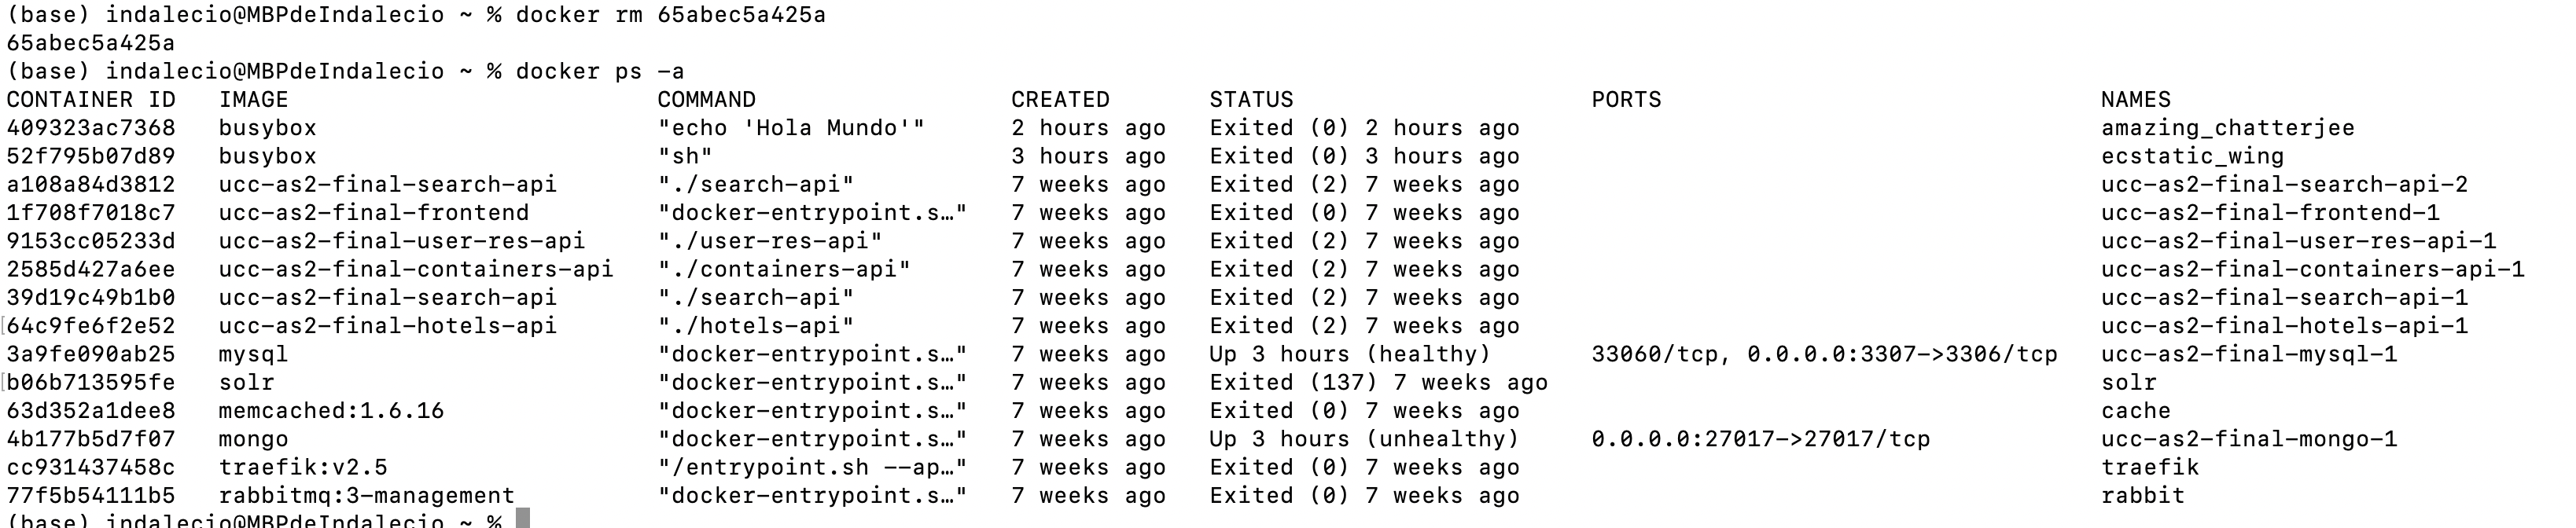 (base) indalecio@MBPdeIndalecio ~ % docker rm 65abec5a425a
65abec5a425a
(base) indalecio@MBPdeIndalecio ~ % docker ps -a
CONTAINER ID   IMAGE                          COMMAND                  CREATED       STATUS                     PORTS                               NAMES
409323ac7368   busybox                        "echo 'Hola Mundo'"      2 hours ago   Exited (0) 2 hours ago                                         amazing_chatterjee
52f795b07d89   busybox                        "sh"                     3 hours ago   Exited (0) 3 hours ago                                         ecstatic_wing
a108a84d3812   ucc-as2-final-search-api       "./search-api"           7 weeks ago   Exited (2) 7 weeks ago                                         ucc-as2-final-search-api-2
1f708f7018c7   ucc-as2-final-frontend         "docker-entrypoint.s…"   7 weeks ago   Exited (0) 7 weeks ago                                         ucc-as2-final-frontend-1
9153cc05233d   ucc-as2-final-user-res-api     "./user-res-api"         7 weeks ago   Exited (2) 7 weeks ago                                         ucc-as2-final-user-res-api-1
2585d427a6ee   ucc-as2-final-containers-api   "./containers-api"       7 weeks ago   Exited (2) 7 weeks ago                                         ucc-as2-final-containers-api-1
39d19c49b1b0   ucc-as2-final-search-api       "./search-api"           7 weeks ago   Exited (2) 7 weeks ago                                         ucc-as2-final-search-api-1
64c9fe6f2e52   ucc-as2-final-hotels-api       "./hotels-api"           7 weeks ago   Exited (2) 7 weeks ago                                         ucc-as2-final-hotels-api-1
3a9fe090ab25   mysql                          "docker-entrypoint.s…"   7 weeks ago   Up 3 hours (healthy)       33060/tcp, 0.0.0.0:3307->3306/tcp   ucc-as2-final-mysql-1
b06b713595fe   solr                           "docker-entrypoint.s…"   7 weeks ago   Exited (137) 7 weeks ago                                       solr
63d352a1dee8   memcached:1.6.16               "docker-entrypoint.s…"   7 weeks ago   Exited (0) 7 weeks ago                                         cache
4b177b5d7f07   mongo                          "docker-entrypoint.s…"   7 weeks ago   Up 3 hours (unhealthy)     0.0.0.0:27017->27017/tcp            ucc-as2-final-mongo-1
cc931437458c   traefik:v2.5                   "/entrypoint.sh --ap…"   7 weeks ago   Exited (0) 7 weeks ago                                         traefik
77f5b54111b5   rabbitmq:3-management          "docker-entrypoint.s…"   7 weeks ago   Exited (0) 7 weeks ago                                         rabbit
(base) indalecio@MBPdeIndalecio ~ %